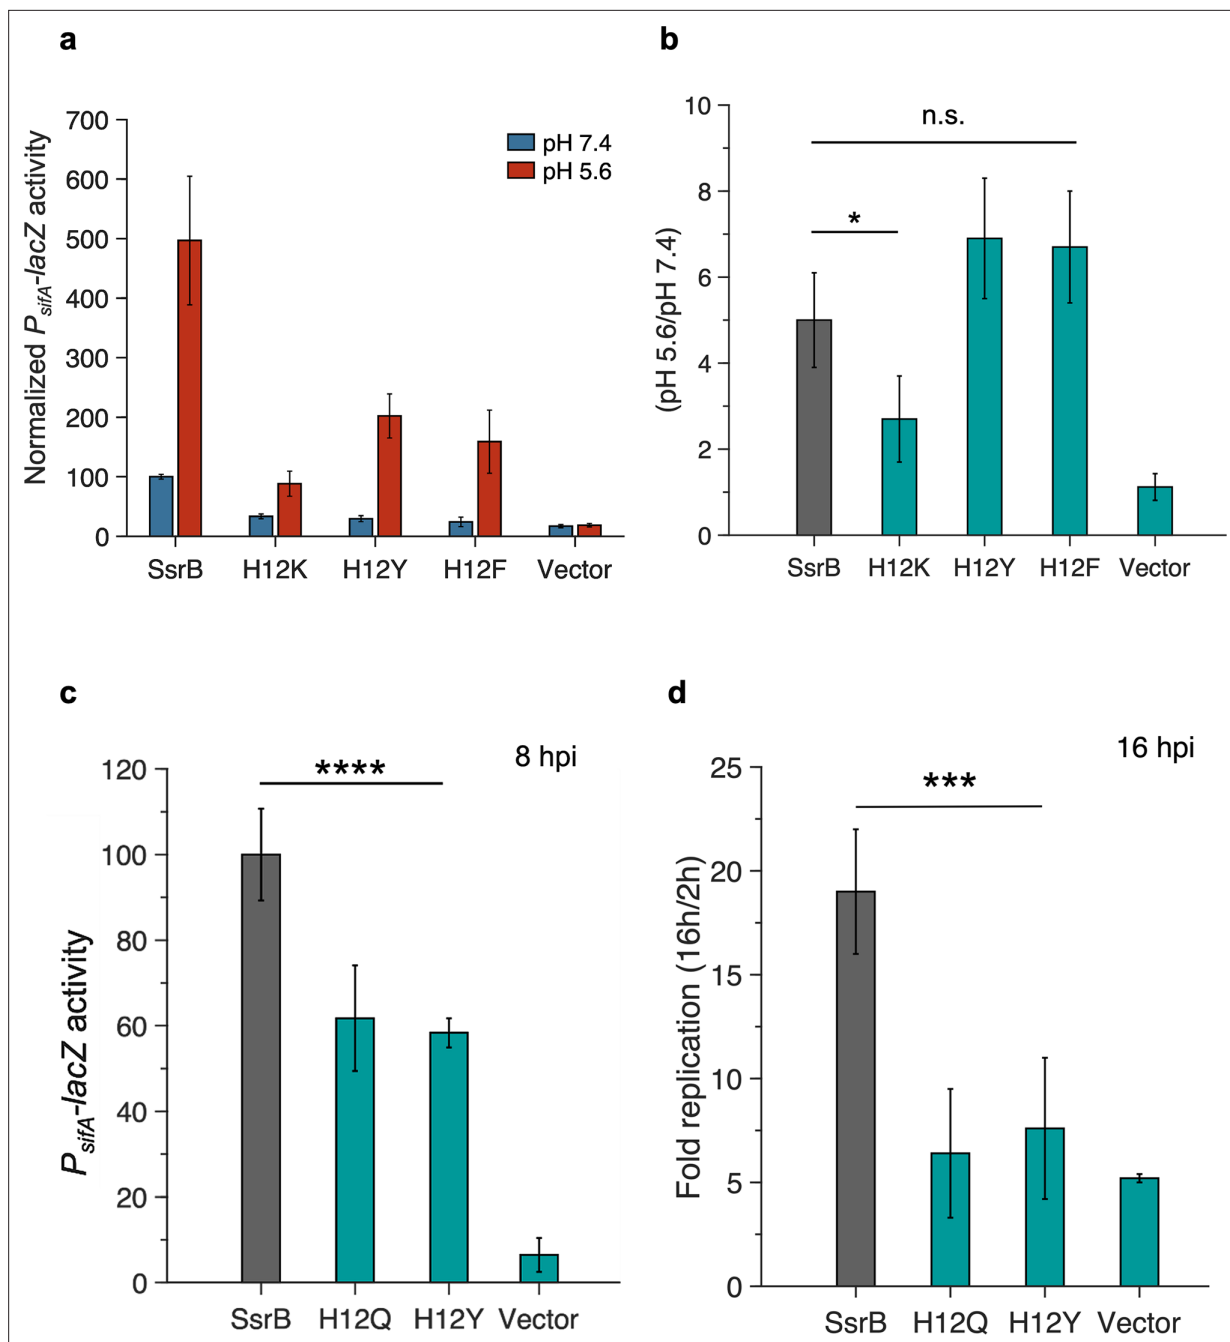 a
Normalized PsifA-lacZ activity
700
600
500
400
300
200
100
0
pH 7.4
pH 5.6
SsrB H12K H12Y H12F Vector
b
(pH 5.6/pH 7.4)
10
8
6
4
2
0
n.s.
*
SsrB H12K H12Y H12F Vector
c
8 hpi
PsifA-lacZ activity
120
100
80
60
40
20
0
****
SsrB H12Q H12Y Vector
d
16 hpi
Fold replication (16h/2h)
25
20
15
10
5
0
***
SsrB H12Q H12Y Vector